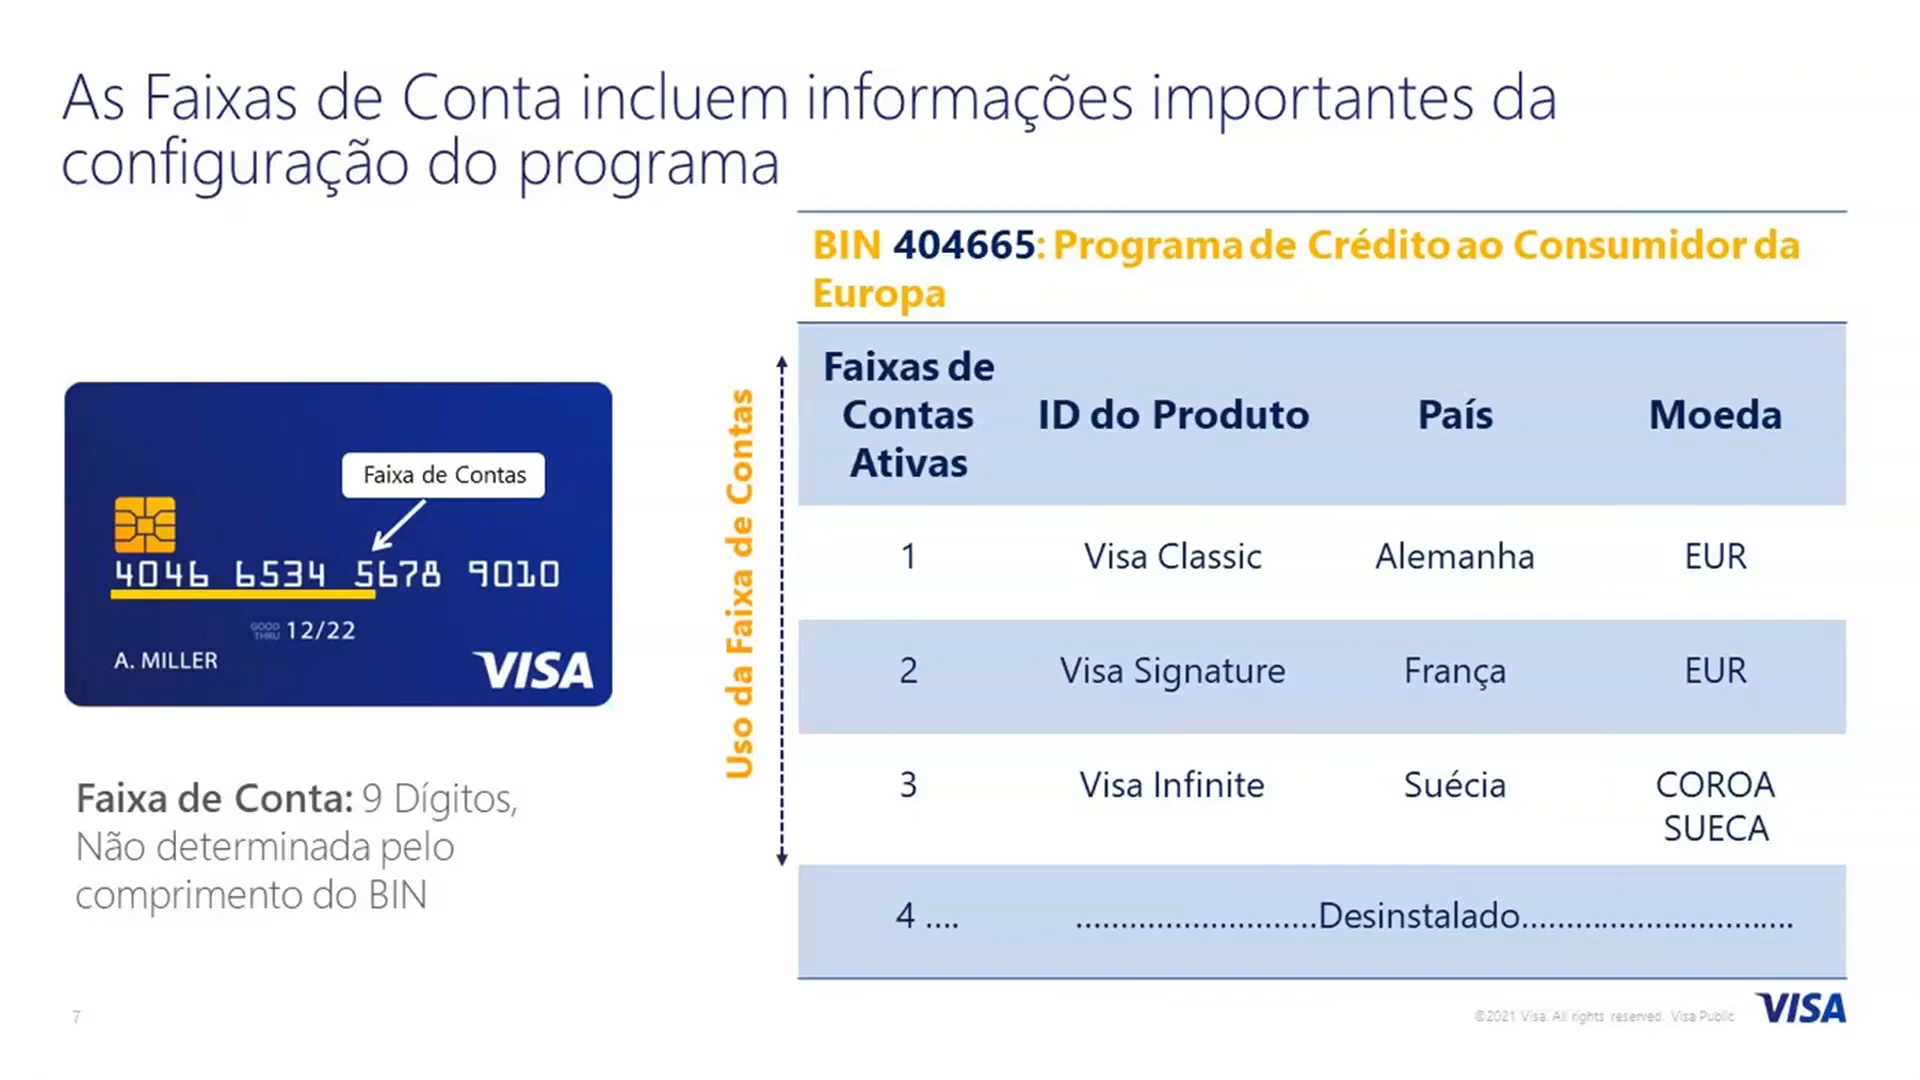 As Faixas de Conta incluem informações importantes da
configuração do programa
BIN 404665: Programa de Crédito ao Consumidor da
Europa
Uso da Faixa de Contas
Faixas de
Contas
Ativas
ID do Produto
País
Moeda
1 Visa Classic Alemanha EUR
2 Visa Signature França EUR
3 Visa Infinite Suécia COROA
SUECA
4 .... ...........................Desinstalado...............................
Faixa de Contas
4046 6534 5678 9010
GOOD
THRU 12/22
A. MILLER
VISA
Faixa de Conta: 9 Dígitos,
Não determinada pelo
comprimento do BIN
7
©2021 Visa. All rights reserved. Visa Public
VISA